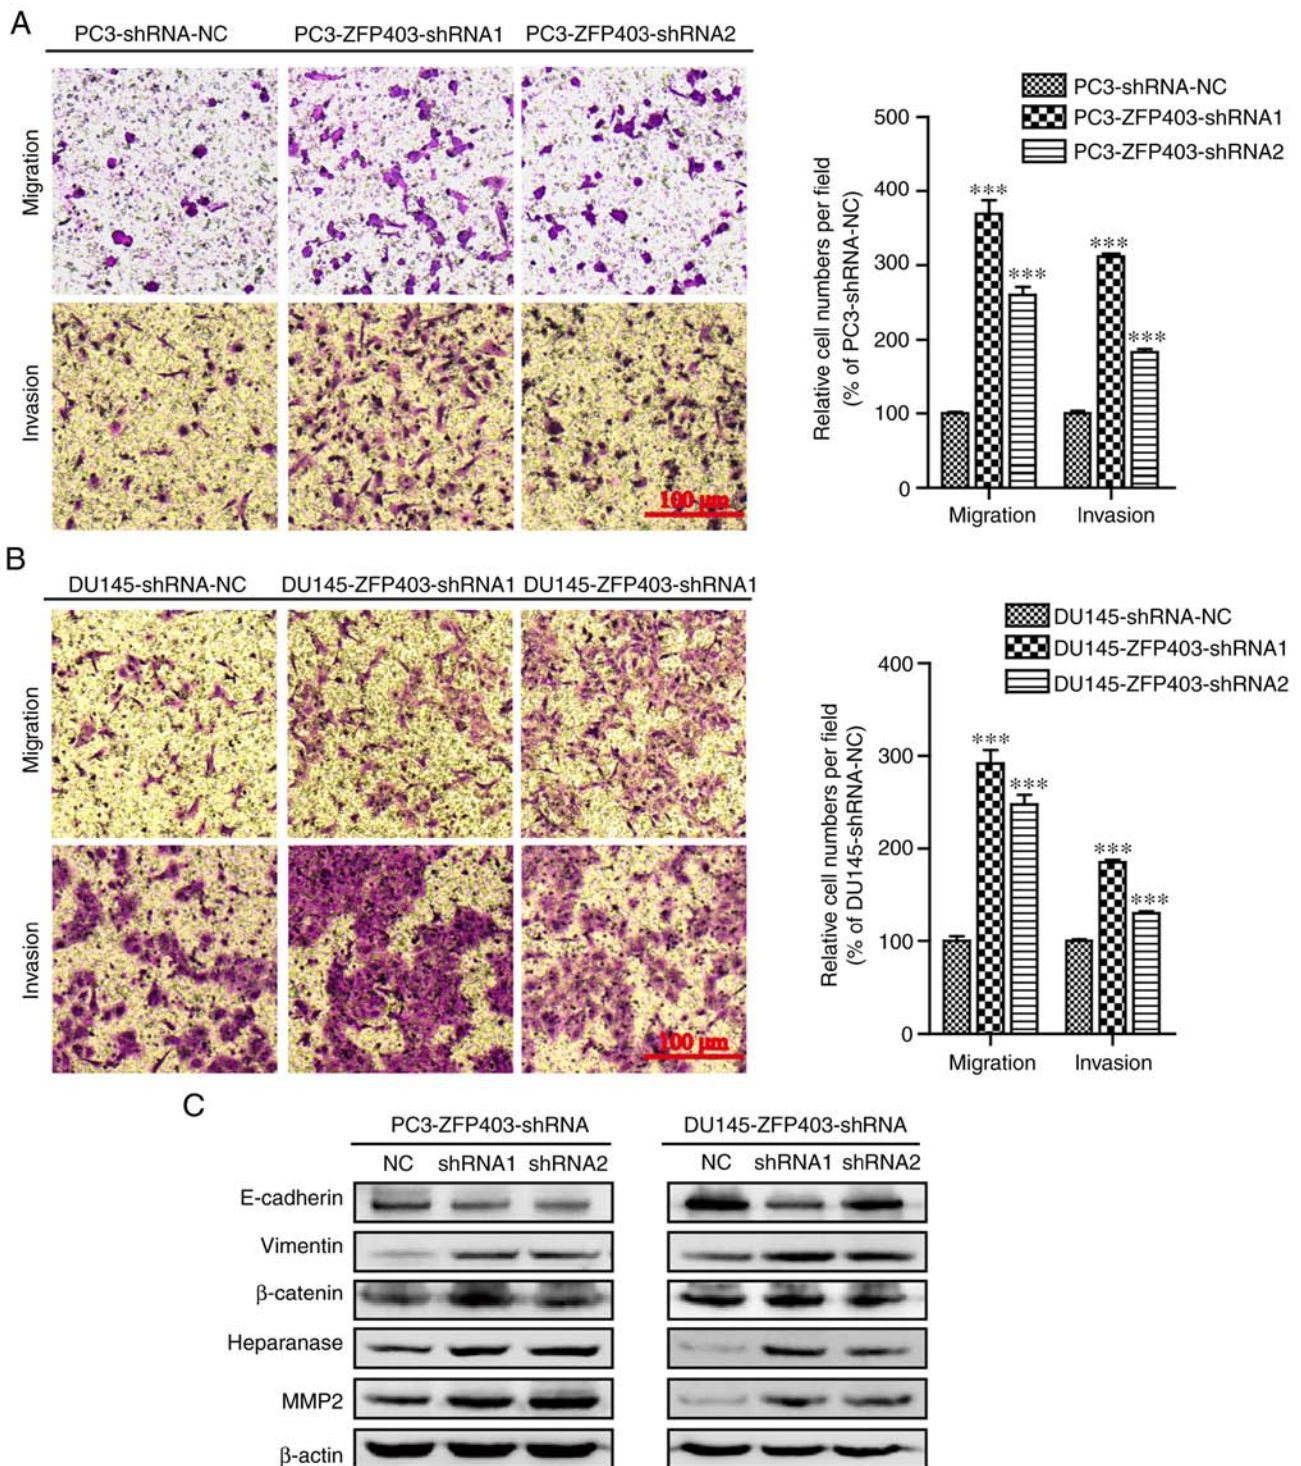 A
PC3-shRNA-NC PC3-ZFP403-shRNA1 PC3-ZFP403-shRNA2
Migration
Invasion
100 µm
PC3-shRNA-NC
PC3-ZFP403-shRNA1
PC3-ZFP403-shRNA2
Relative cell numbers per field
(% of PC3-shRNA-NC)
500
400
300
200
100
0
***
***
***
***
Migration Invasion
B
DU145-shRNA-NC DU145-ZFP403-shRNA1 DU145-ZFP403-shRNA1
Migration
Invasion
100 µm
DU145-shRNA-NC
DU145-ZFP403-shRNA1
DU145-ZFP403-shRNA2
Relative cell numbers per field
(% of DU145-shRNA-NC)
400
300
200
100
0
***
***
***
***
Migration Invasion
C
PC3-ZFP403-shRNA DU145-ZFP403-shRNA
NC shRNA1 shRNA2 NC shRNA1 shRNA2
E-cadherin
Vimentin
β-catenin
Heparanase
MMP2
β-actin